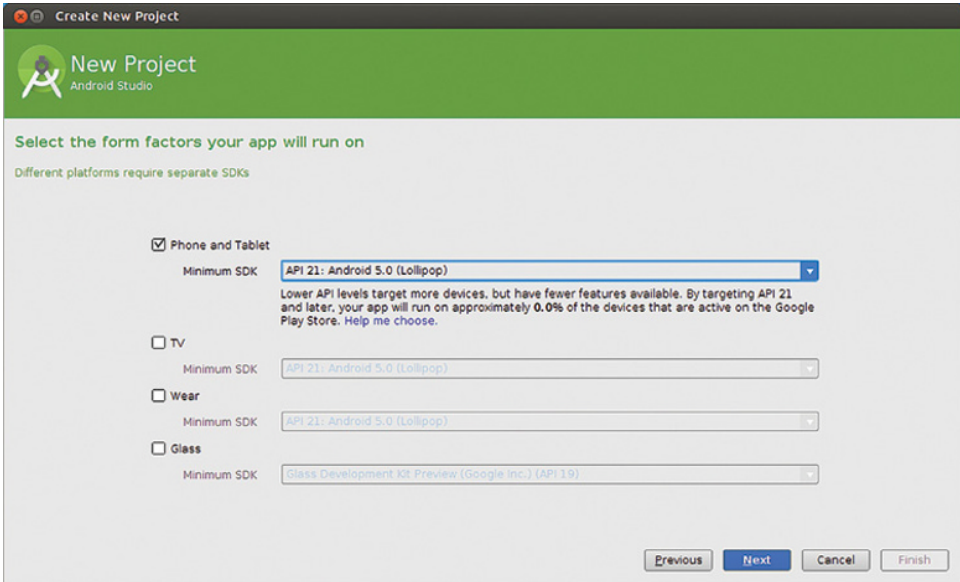 Create New Project
New Project
Android Studio
Select the form factors your app will run on
Different platforms require separate SDKs
Phone and Tablet
Minimum SDK API 21: Android 5.0 (Lollipop)
Lower API levels target more devices, but have fewer features available. By targeting API 21
and later, your app will run on approximately 0.0% of the devices that are active on the Google
Play Store. Help me choose.
TV
Minimum SDK API 21: Android 5.0 (Lollipop)
Wear
Minimum SDK API 21: Android 5.0 (Lollipop)
Glass
Minimum SDK Glass Development Kit Preview (Google Inc.) (API 19)
Previous Next Cancel Finish